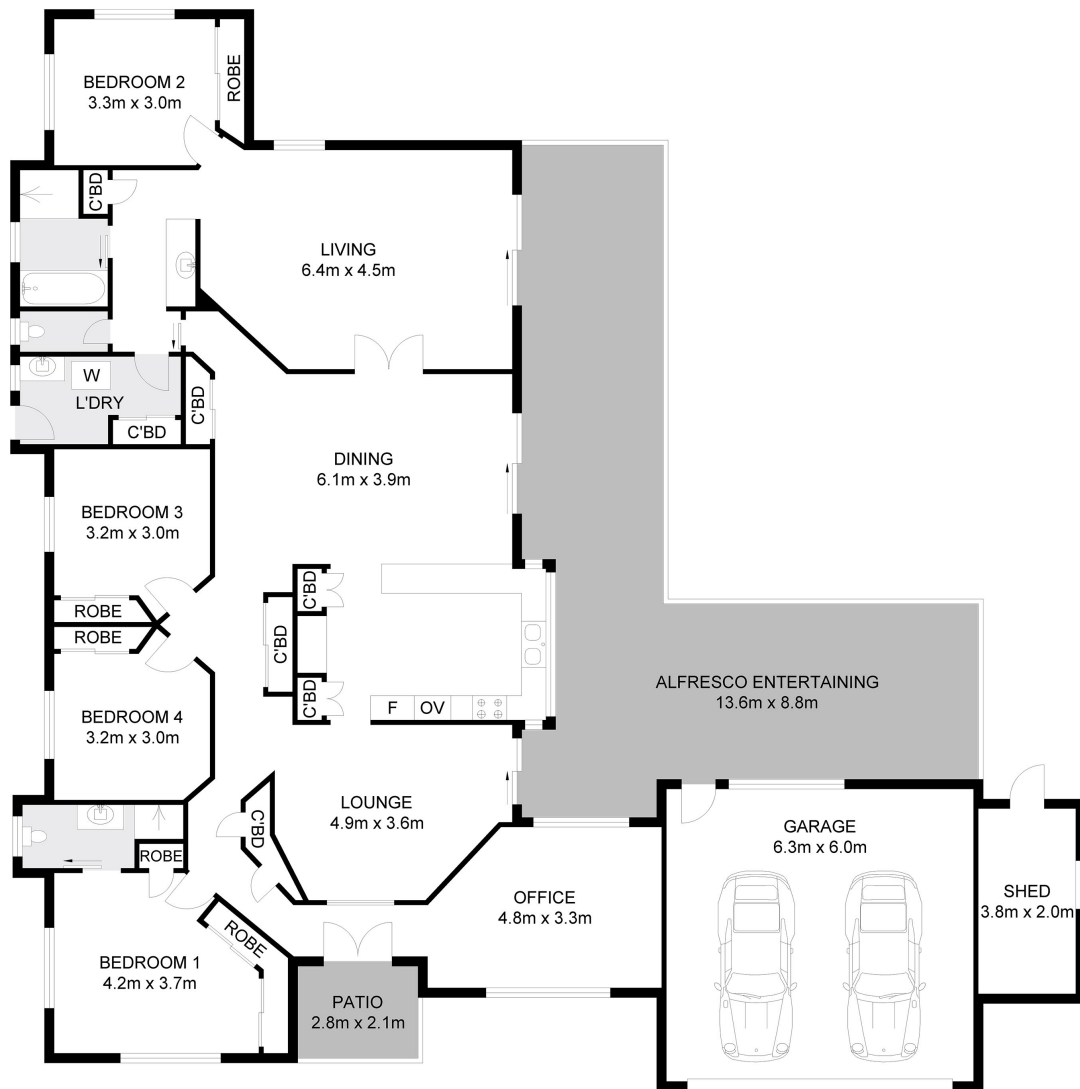 BEDROOM 2
3.3m x 3.0m
ROBE
C'BD
LIVING
6.4m x 4.5m
W
L'DRY
C'BD
C'BD
DINING
6.1m x 3.9m
BEDROOM 3
3.2m x 3.0m
ROBE
ROBE
C'BD
C'BD
C'BD
BEDROOM 4
3.2m x 3.0m
F
OV
ALFRESCO ENTERTAINING
13.6m x 8.8m
LOUNGE
4.9m x 3.6m
C'BD
ROBE
GARAGE
6.3m x 6.0m
OFFICE
4.8m x 3.3m
SHED
3.8m x 2.0m
ROBE
BEDROOM 1
4.2m x 3.7m
PATIO
2.8m x 2.1m